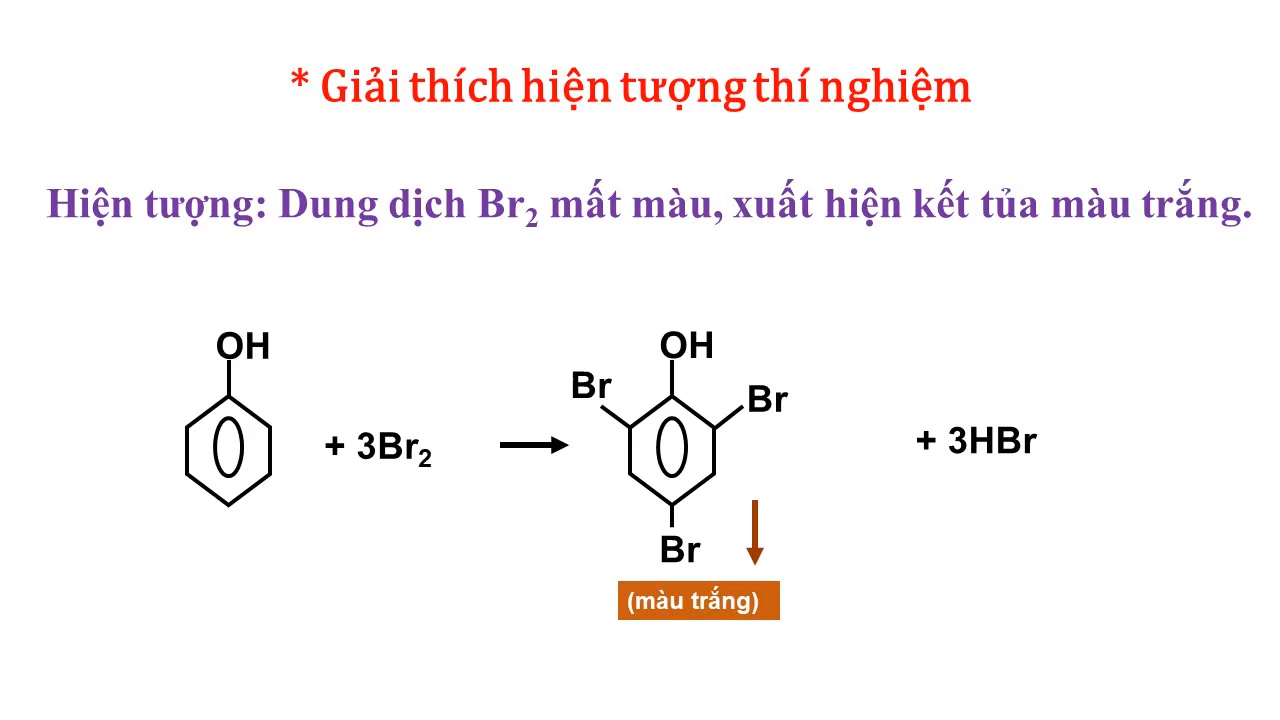 * Giải thích hiện tượng thí nghiệm
Hiện tượng: Dung dịch Br₂ mất màu, xuất hiện kết tủa màu trắng.
OH
+ 3Br₂
OH
Br
Br
Br
+ 3HBr
(màu trắng)